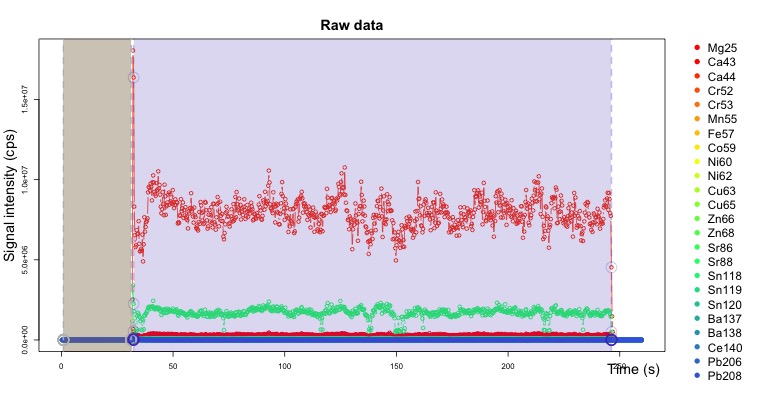 Raw data
Signal intensity (cps)
1.5e+07
1.0e+07
5.0e+06
0.0e+00
0
50
100
150
200
250
Time (s)
Mg25
Ca43
Ca44
Cr52
Cr53
Mn55
Fe57
Co59
Ni60
Ni62
Cu63
Cu65
Zn66
Zn68
Sr86
Sr88
Sn118
Sn119
Sn120
Ba137
Ba138
Ce140
Pb206
Pb208